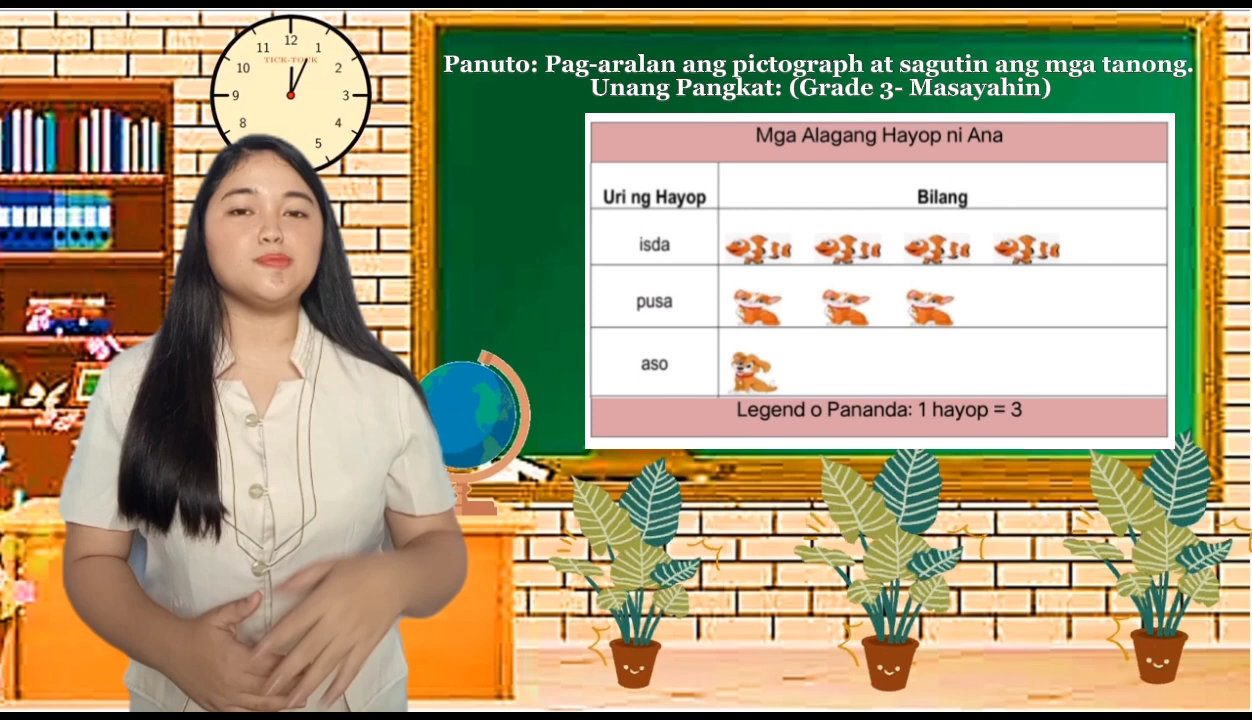 11 12 1
TICK-TOCK
10 2
9 3
8 4
5
Panuto: Pag-aralan ang pictograph at sagutin ang mga tanong.
Unang Pangkat: (Grade 3- Masayahin)
Mga Alagang Hayop ni Ana
Uri ng Hayop Bilang
isda
pusa
aso
Legend o Pananda: 1 hayop = 3